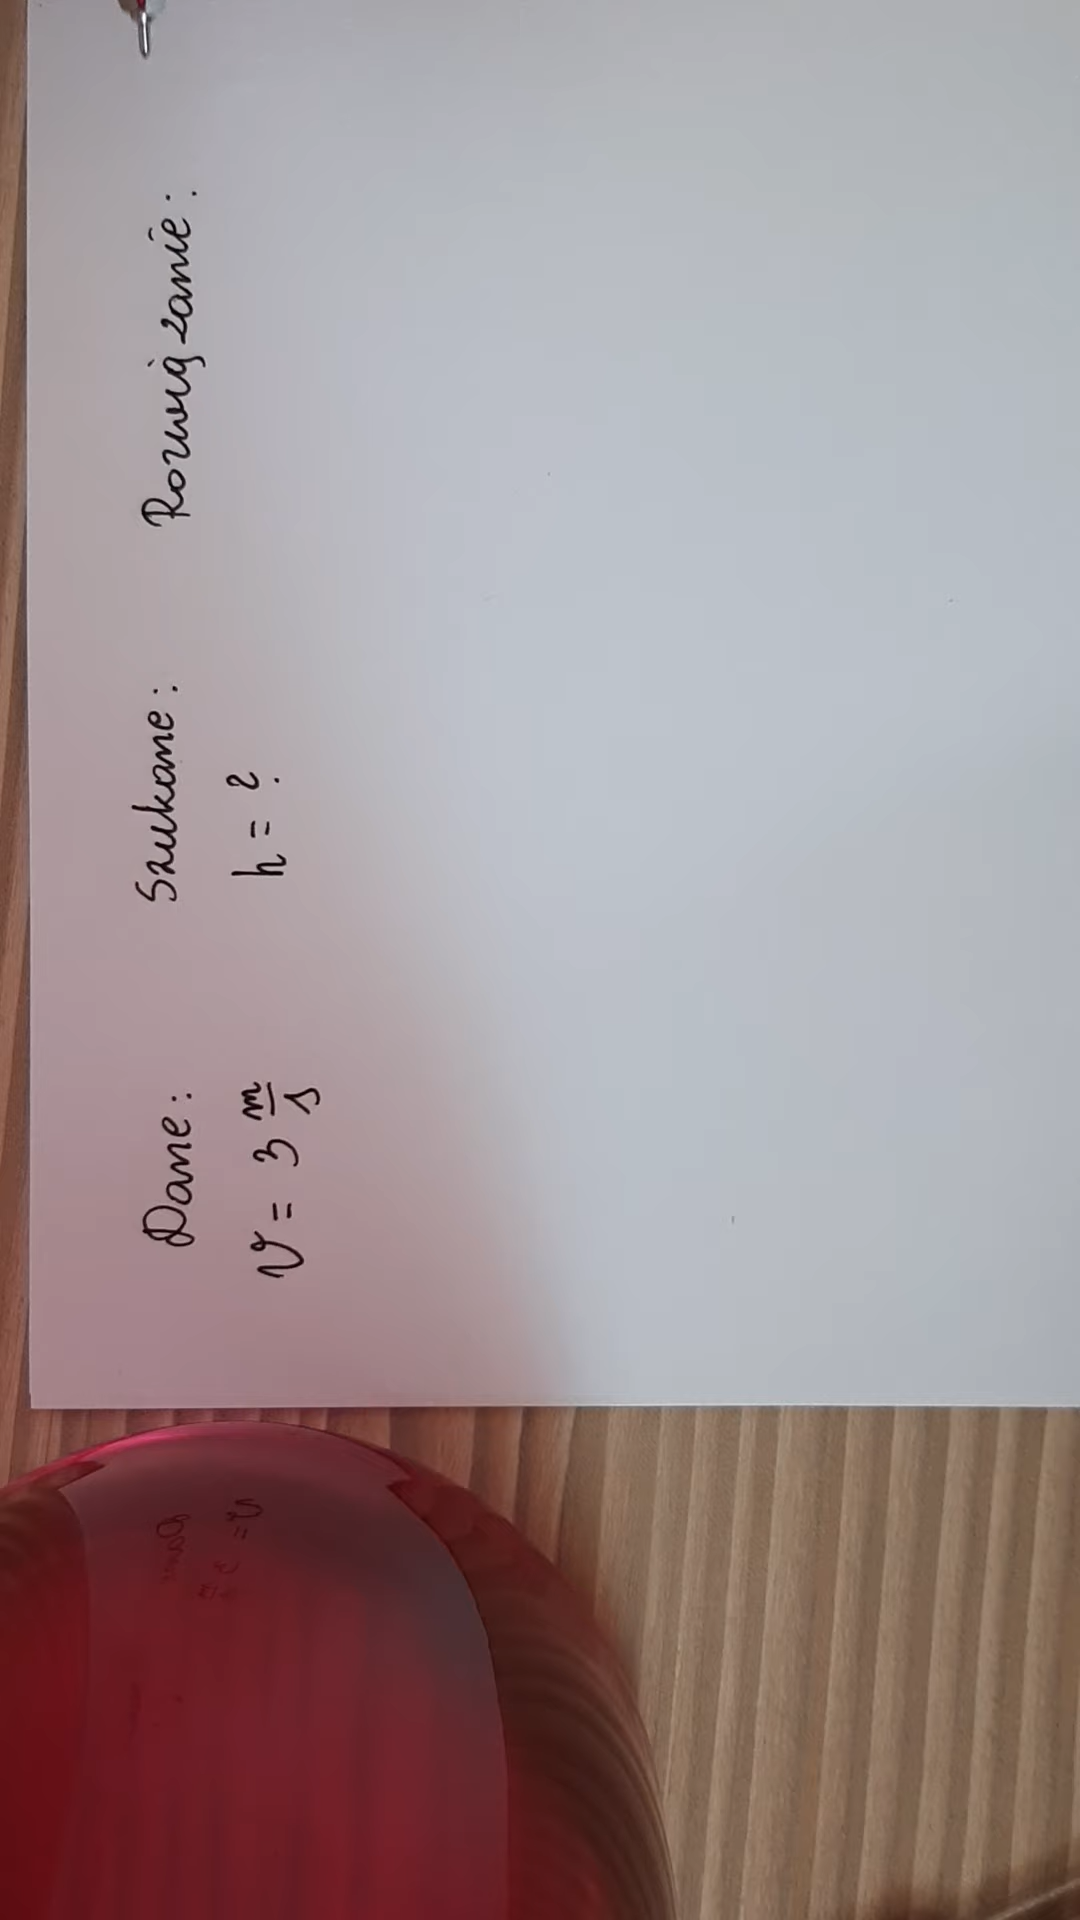 Dane: Szukane: Rozwiązanie:
v = 3 m/s h = ?